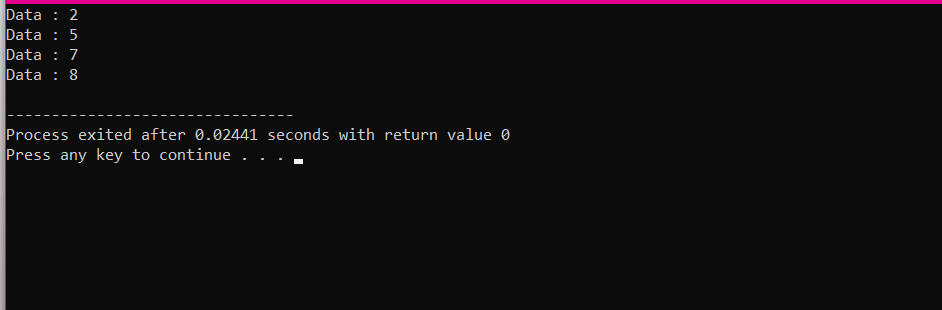 Data : 2
Data : 5
Data : 7
Data : 8
--------------------------------
Process exited after 0.02441 seconds with return value 0
Press any key to continue . . .